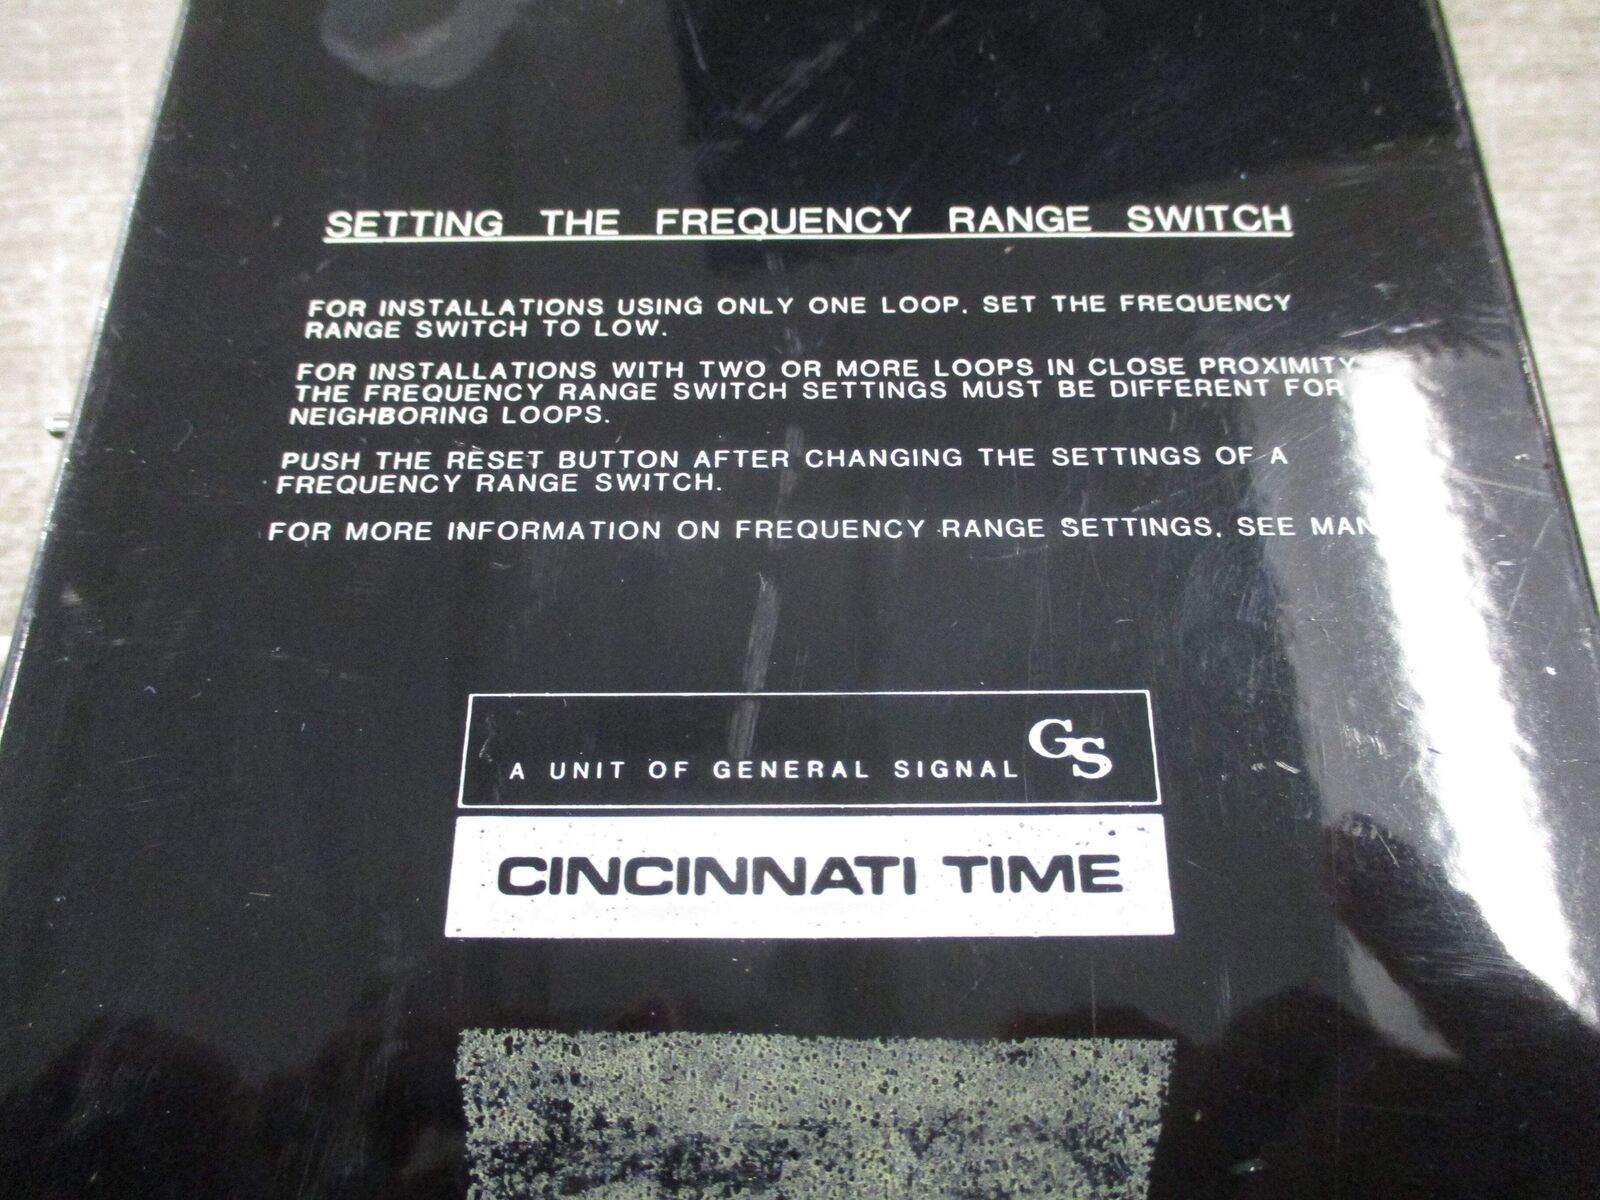 SETTING THE FREQUENCY RANGE SWITCH
FOR INSTALLATIONS USING ONLY ONE LOOP, SET THE FREQUENCY
RANGE SWITCH TO LOW.
FOR INSTALLATIONS WITH TWO OR MORE LOOPS IN CLOSE PROXIMITY
THE FREQUENCY RANGE SWITCH SETTINGS MUST BE DIFFERENT FOR
NEIGHBORING LOOPS.
PUSH THE RESET BUTTON AFTER CHANGING THE SETTINGS OF A
FREQUENCY RANGE SWITCH.
FOR MORE INFORMATION ON FREQUENCY RANGE SETTINGS, SEE
A UNIT OF GENERAL SIGNAL GS
CINCINNATI TIME